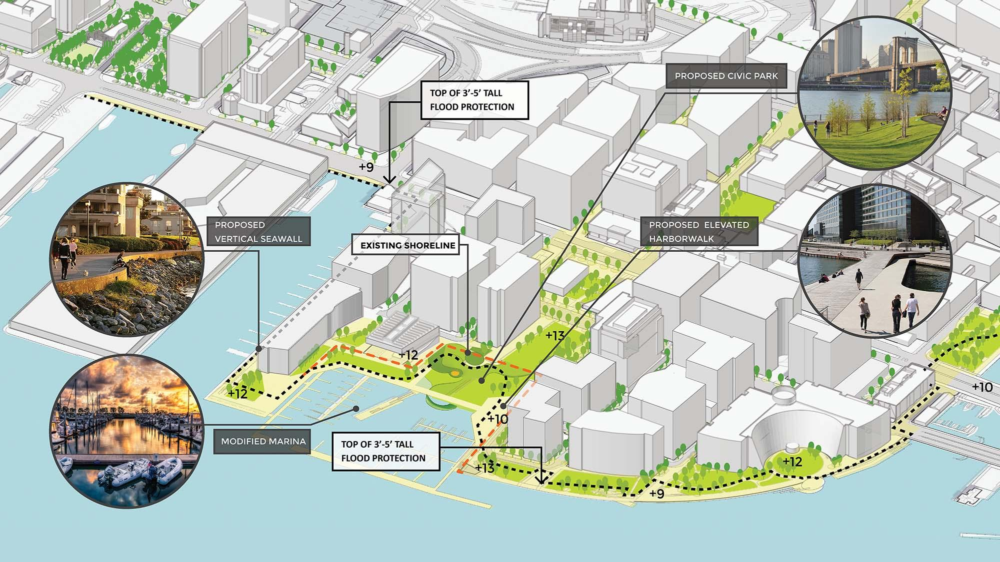 PROPOSED CIVIC PARK
TOP OF 3’-5’ TALL
FLOOD PROTECTION
+9
PROPOSED
VERTICAL SEAWALL
EXISTING SHORELINE
PROPOSED ELEVATED
HARBORWALK
+13
+12
+12
+10
+10
MODIFIED MARINA
TOP OF 3’-5’ TALL
FLOOD PROTECTION
+13
+12
+9